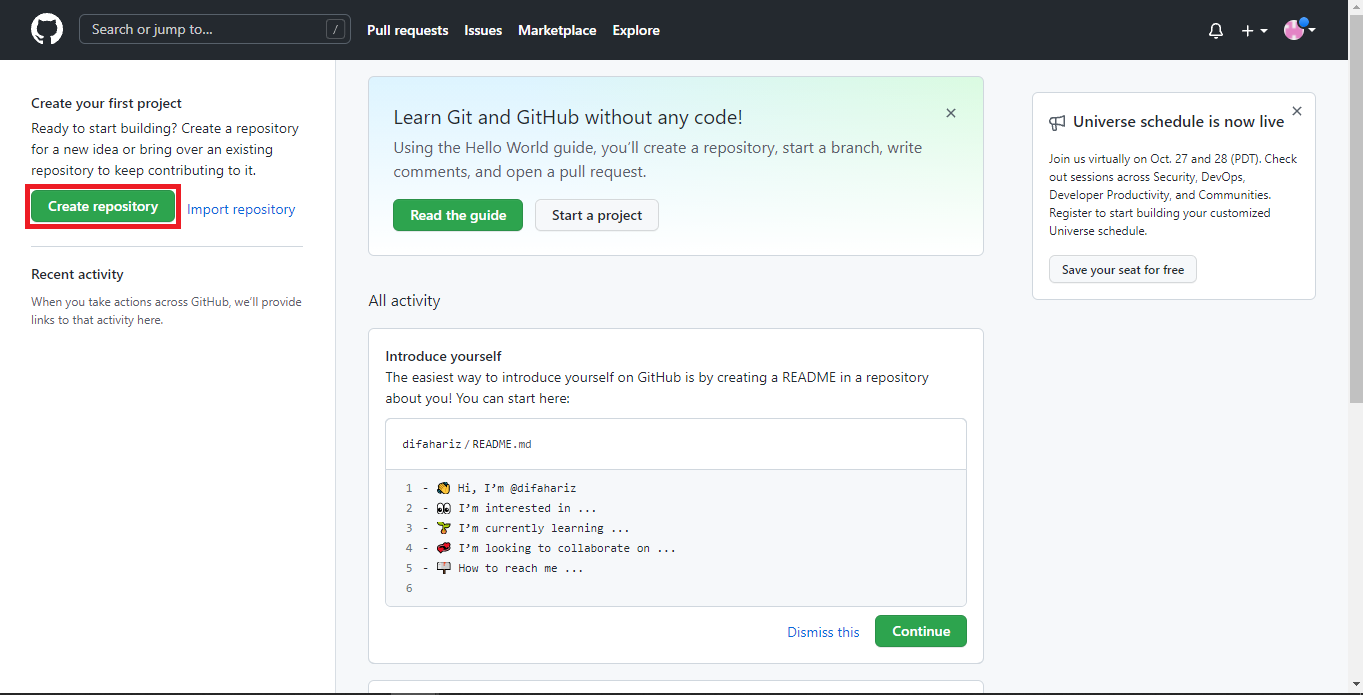 Search or jump to...
/
Pull requests
Issues
Marketplace
Explore
Create your first project
Ready to start building? Create a repository
for a new idea or bring over an existing
repository to keep contributing to it.
Create repository
Import repository
Recent activity
When you take actions across GitHub, we’ll provide
links to that activity here.
Learn Git and GitHub without any code!
Using the Hello World guide, you’ll create a repository, start a branch, write
comments, and open a pull request.
Read the guide
Start a project
All activity
Introduce yourself
The easiest way to introduce yourself on GitHub is by creating a README in a repository
about you! You can start here:
difahariz/README.md
1 - 👋 Hi, I’m @difahariz
2 - 👀 I’m interested in ...
3 - 🌱 I’m currently learning ...
4 - 💞️ I’m looking to collaborate on ...
5 - 📫 How to reach me ...
6
Dismiss this
Continue
Universe schedule is now live
Join us virtually on Oct. 27 and 28 (PDT). Check
out sessions across Security, DevOps,
Developer Productivity, and Communities.
Register to start building your customized
Universe schedule.
Save your seat for free